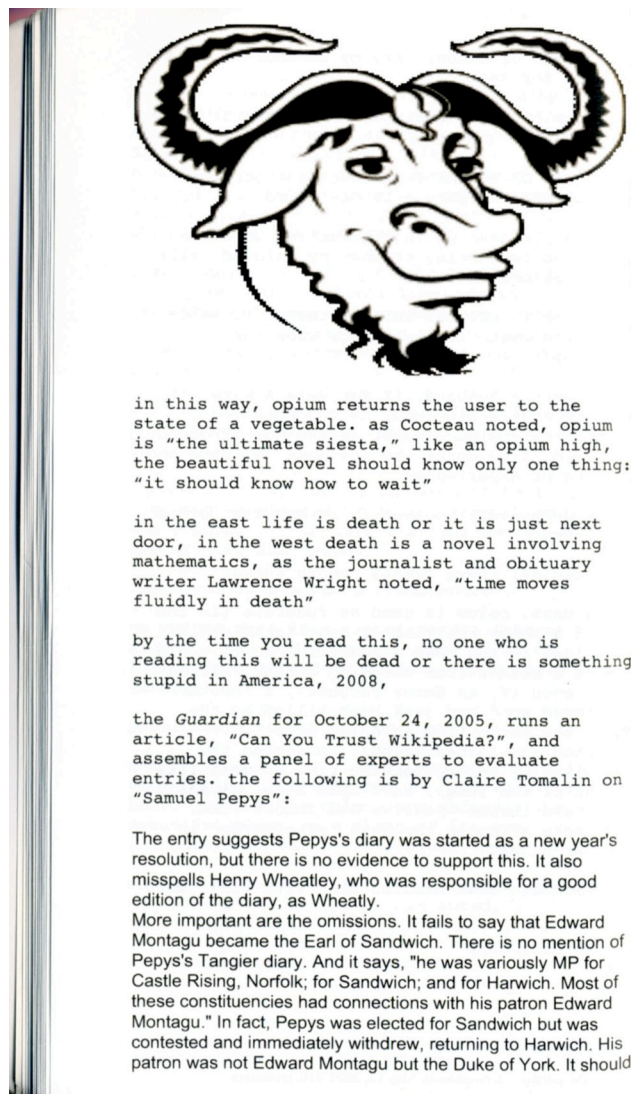 in this way, opium returns the user to the
state of a vegetable. as Cocteau noted, opium
is “the ultimate siesta,” like an opium high,
the beautiful novel should know only one thing:
“it should know how to wait”
in the east life is death or it is just next
door, in the west death is a novel involving
mathematics, as the journalist and obituary
writer Lawrence Wright noted, “time moves
fluidly in death”
by the time you read this, no one who is
reading this will be dead or there is something
stupid in America, 2008,
the Guardian for October 24, 2005, runs an
article, “Can You Trust Wikipedia?”, and
assembles a panel of experts to evaluate
entries. the following is by Claire Tomalin on
“Samuel Pepys”:
The entry suggests Pepys's diary was started as a new year's
resolution, but there is no evidence to support this. It also
misspells Henry Wheatley, who was responsible for a good
edition of the diary, as Wheatly.
More important are the omissions. It fails to say that Edward
Montagu became the Earl of Sandwich. There is no mention of
Pepys's Tangier diary. And it says, "he was variously MP for
Castle Rising, Norfolk; for Sandwich; and for Harwich. Most of
these constituencies had connections with his patron Edward
Montagu." In fact, Pepys was elected for Sandwich but was
contested and immediately withdrew, returning to Harwich. His
patron was not Edward Montagu but the Duke of York. It should